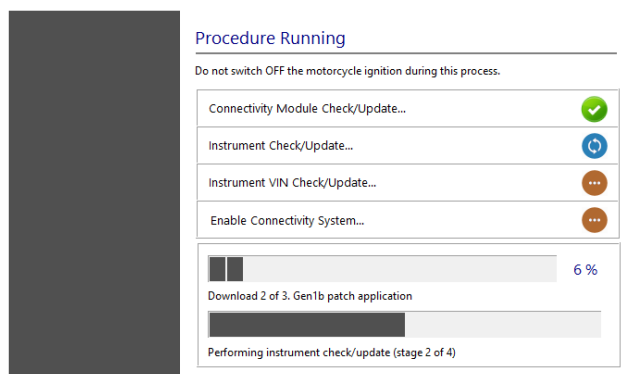 Procedure Running
Do not switch OFF the motorcycle ignition during this process.
Connectivity Module Check/Update...
Instrument Check/Update...
Instrument VIN Check/Update...
Enable Connectivity System...
6 %
Download 2 of 3. Gen1b patch application
Performing instrument check/update (stage 2 of 4)